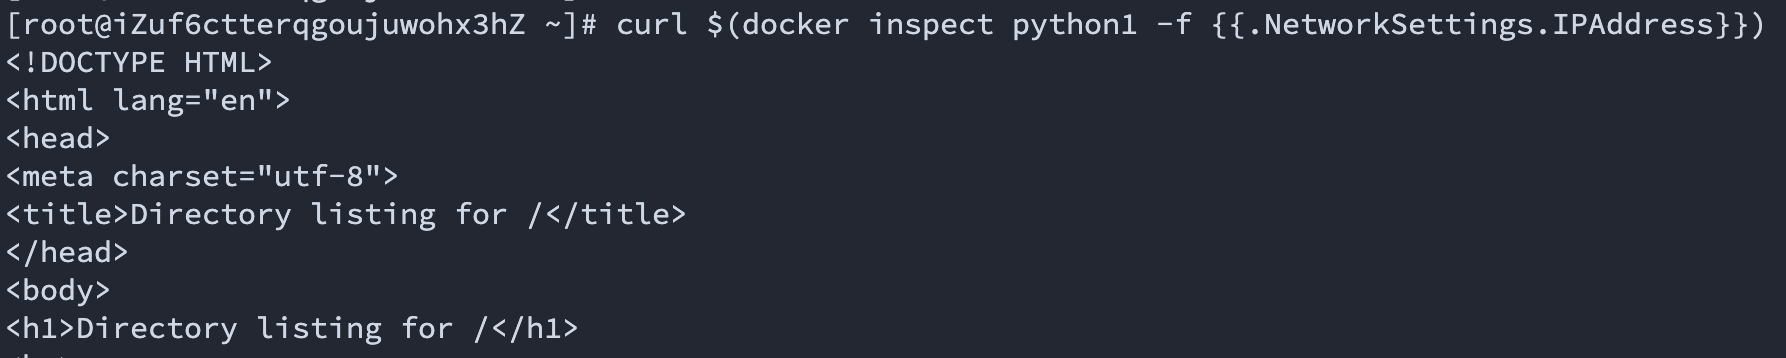 [root@iZuf6ctterqgoujuwohx3hZ ~]# curl $(docker inspect python1 -f {{.NetworkSettings.IPAddress}})
<!DOCTYPE HTML>
<html lang="en">
<head>
<meta charset="utf-8">
<title>Directory listing for /</title>
</head>
<body>
<h1>Directory listing for /</h1>